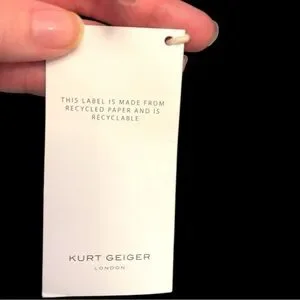 THIS LABEL IS MADE FROM
RECYCLED PAPER AND IS
RECYCLABLE
KURT GEIGER
LONDON